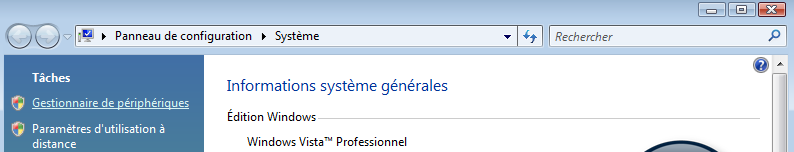 Panneau de configuration Système Rechercher
Tâches
Gestionnaire de périphériques
Paramètres d'utilisation à
distance
Informations système générales
Édition Windows
Windows Vista™ Professionnel